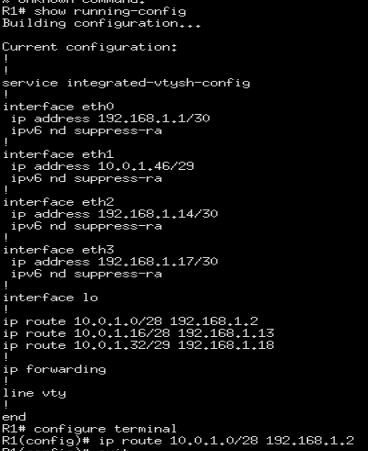 % Unknown command.
R1# show running-config
Building configuration...
Current configuration:
!
!
service integrated-vtysh-config
!
interface eth0
ip address 192.168.1.1/30
ipv6 nd suppress-ra
!
interface eth1
ip address 10.0.1.46/29
ipv6 nd suppress-ra
!
interface eth2
ip address 192.168.1.14/30
ipv6 nd suppress-ra
!
interface eth3
ip address 192.168.1.17/30
ipv6 nd suppress-ra
!
interface lo
!
ip route 10.0.1.0/28 192.168.1.2
ip route 10.0.1.16/28 192.168.1.13
ip route 10.0.1.32/29 192.168.1.18
!
ip forwarding
!
line vty
!
end
R1# configure terminal
R1(config)# ip route 10.0.1.0/28 192.168.1.2
R1(config)#